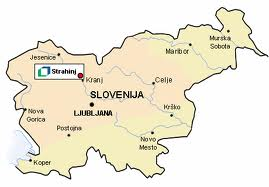 Murska
Sobota
Maribor
Jesenice
Strahinj
Kranj
Celje
SLOVENIJA
LJUBLJANA
Nova
Gorica
Krško
Postojna
Novo
Mesto
Koper